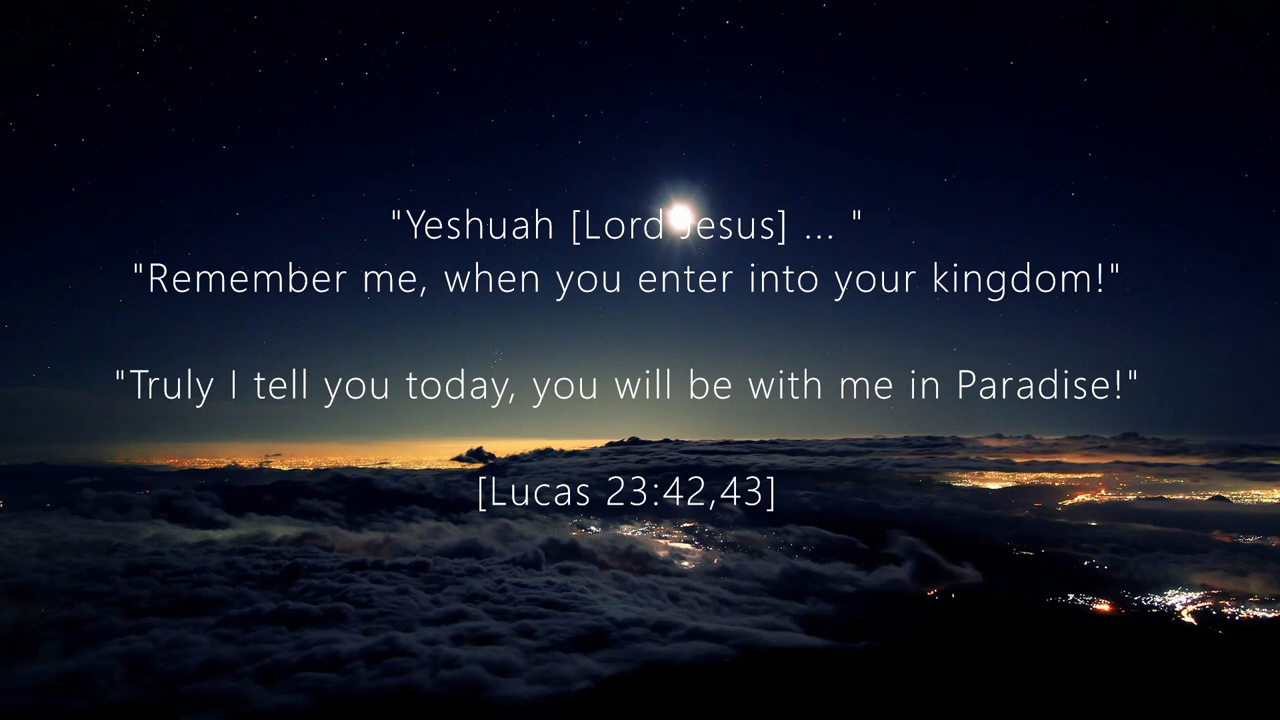 "Yeshuah [Lord Jesus] ... "
"Remember me, when you enter into your kingdom!"
"Truly I tell you today, you will be with me in Paradise!"
[Lucas 23:42,43]